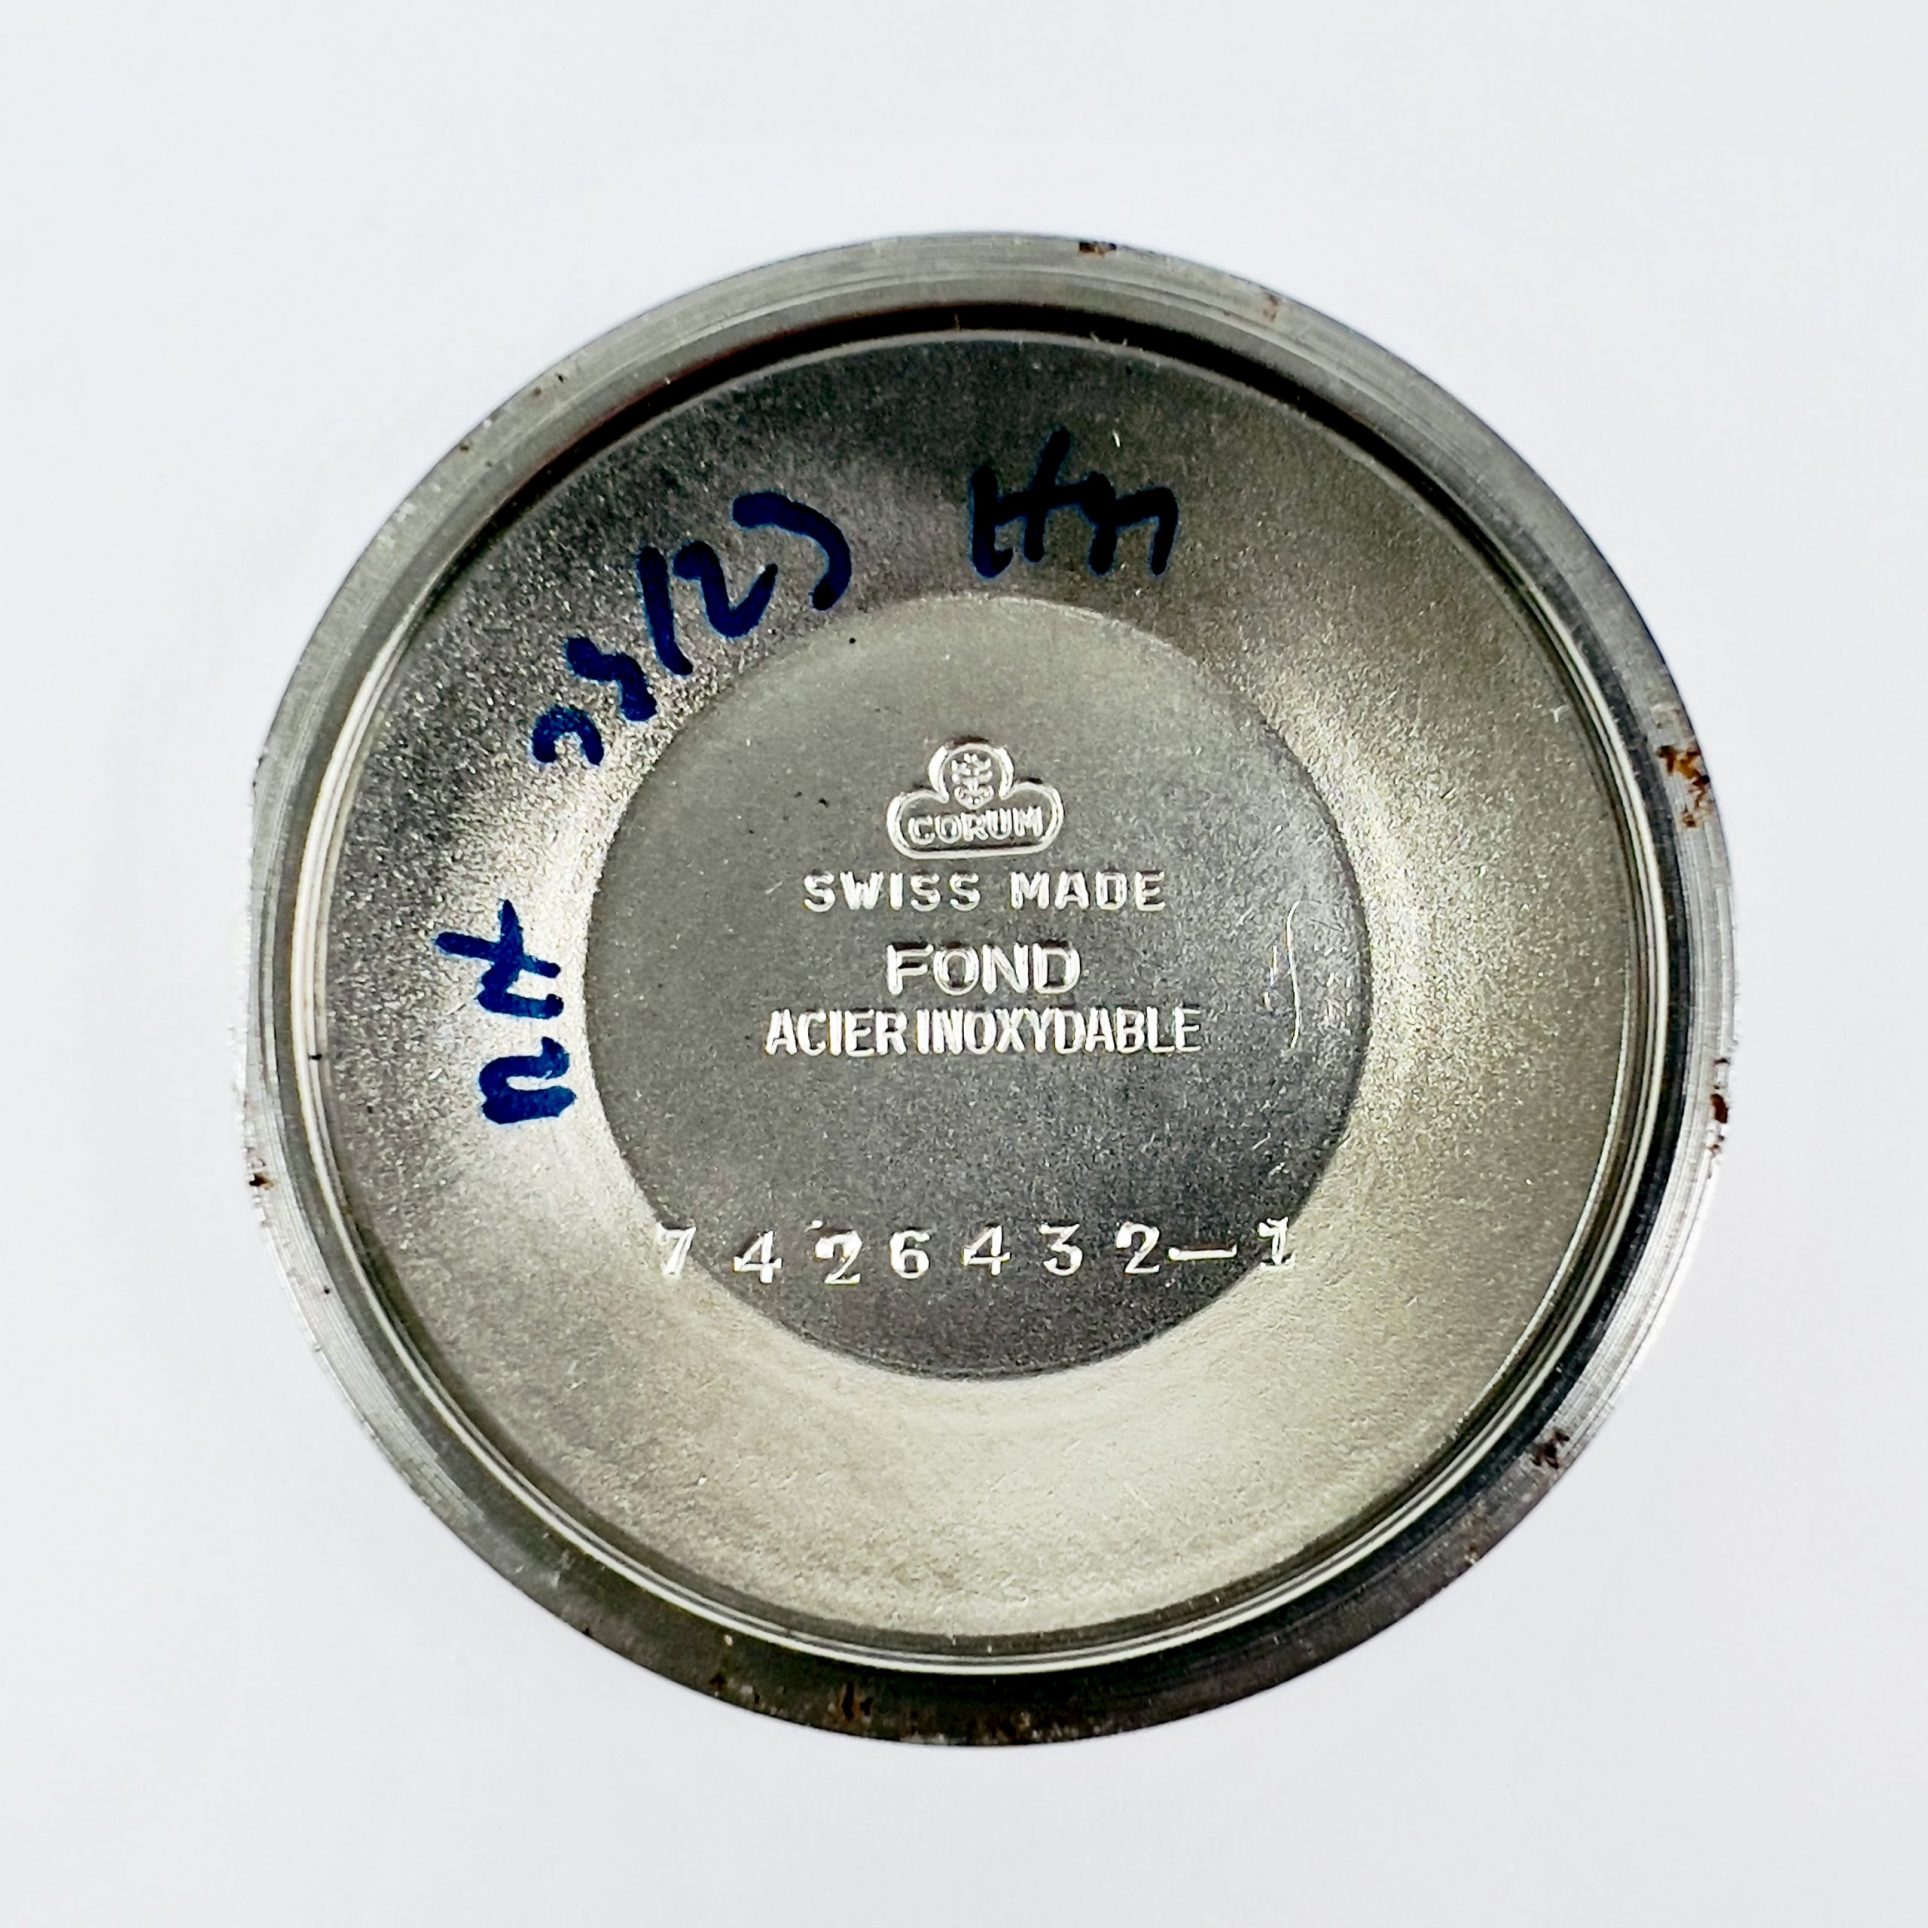 CORUM
SWISS MADE
FOND
ACIER INOXYDABLE
7426432-1